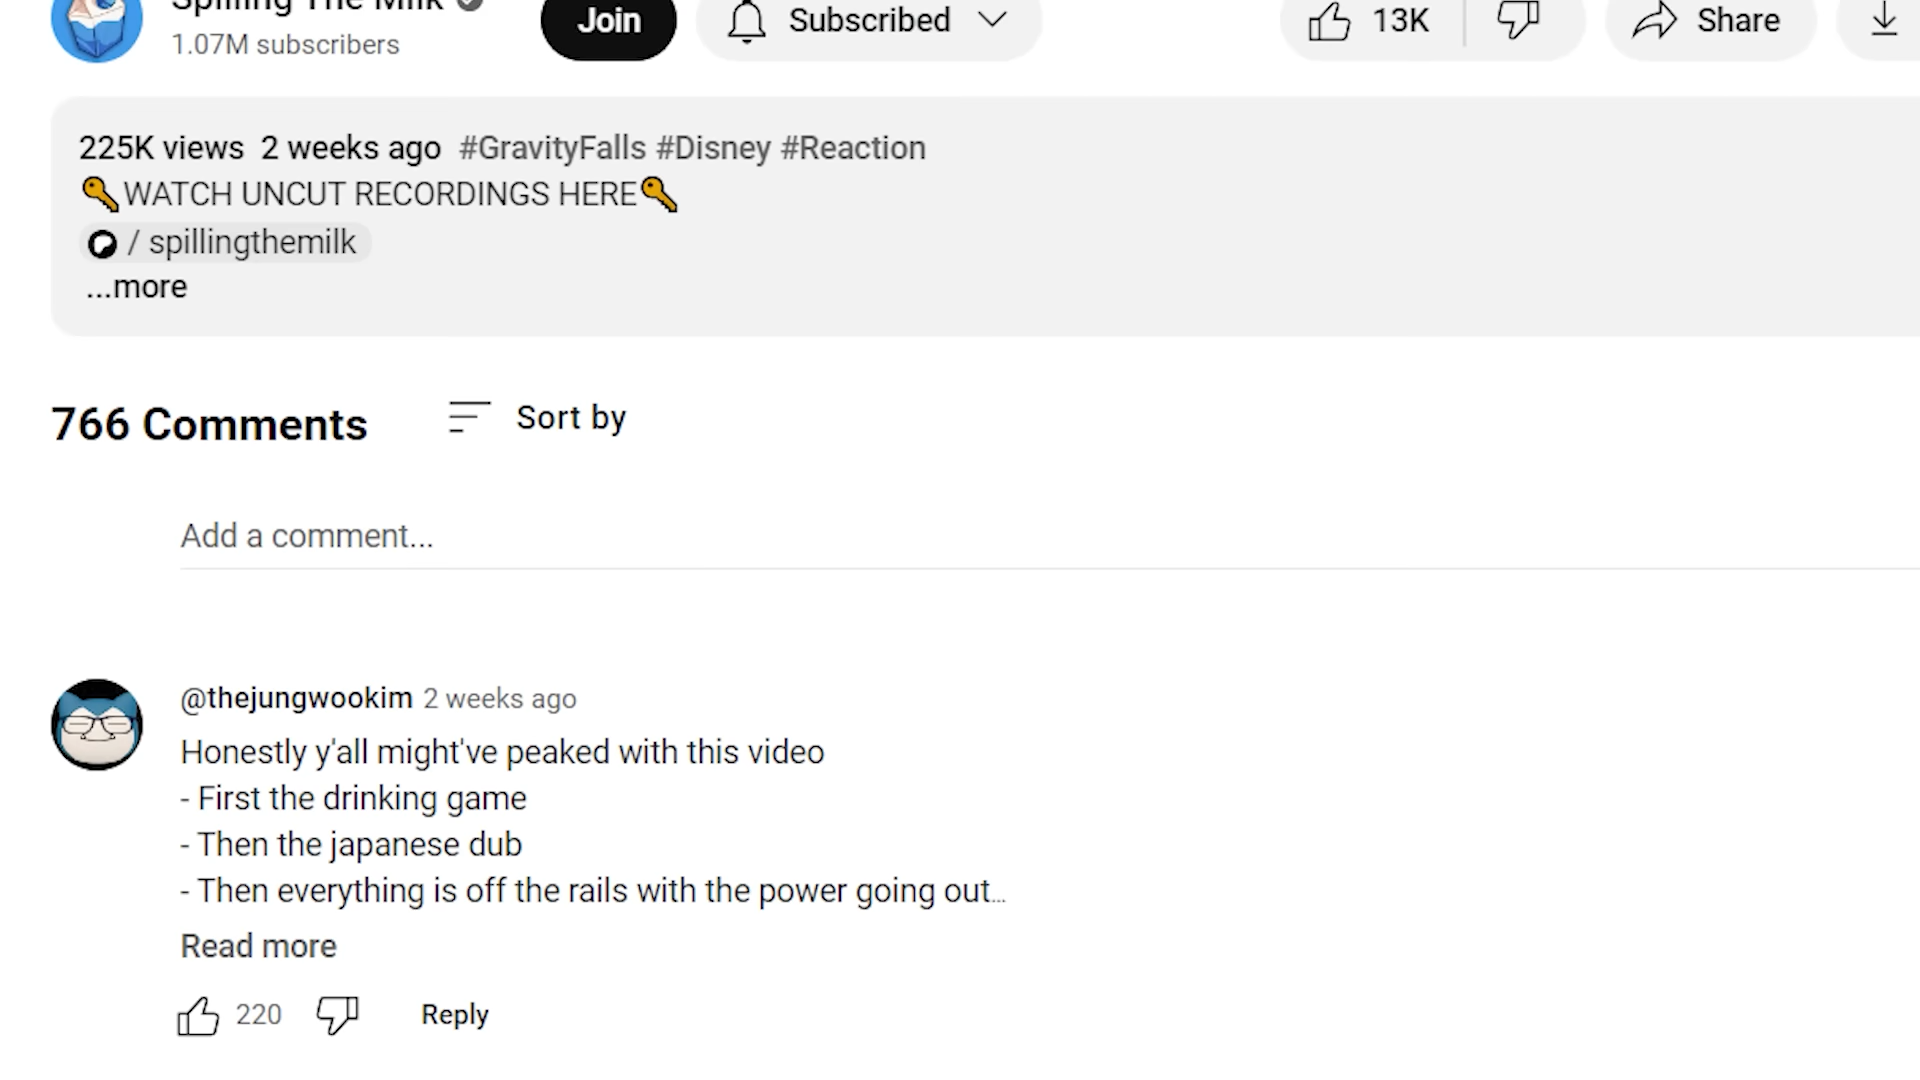 Spilling The Milk
1.07M subscribers
Join
Subscribed
13K
Share
225K views 2 weeks ago #GravityFalls #Disney #Reaction
🔑WATCH UNCUT RECORDINGS HERE🔑
/ spillingthemilk
...more
766 Comments
Sort by
Add a comment...
@thejungwookim 2 weeks ago
Honestly y'all might've peaked with this video
- First the drinking game
- Then the japanese dub
- Then everything is off the rails with the power going out...
Read more
220
Reply